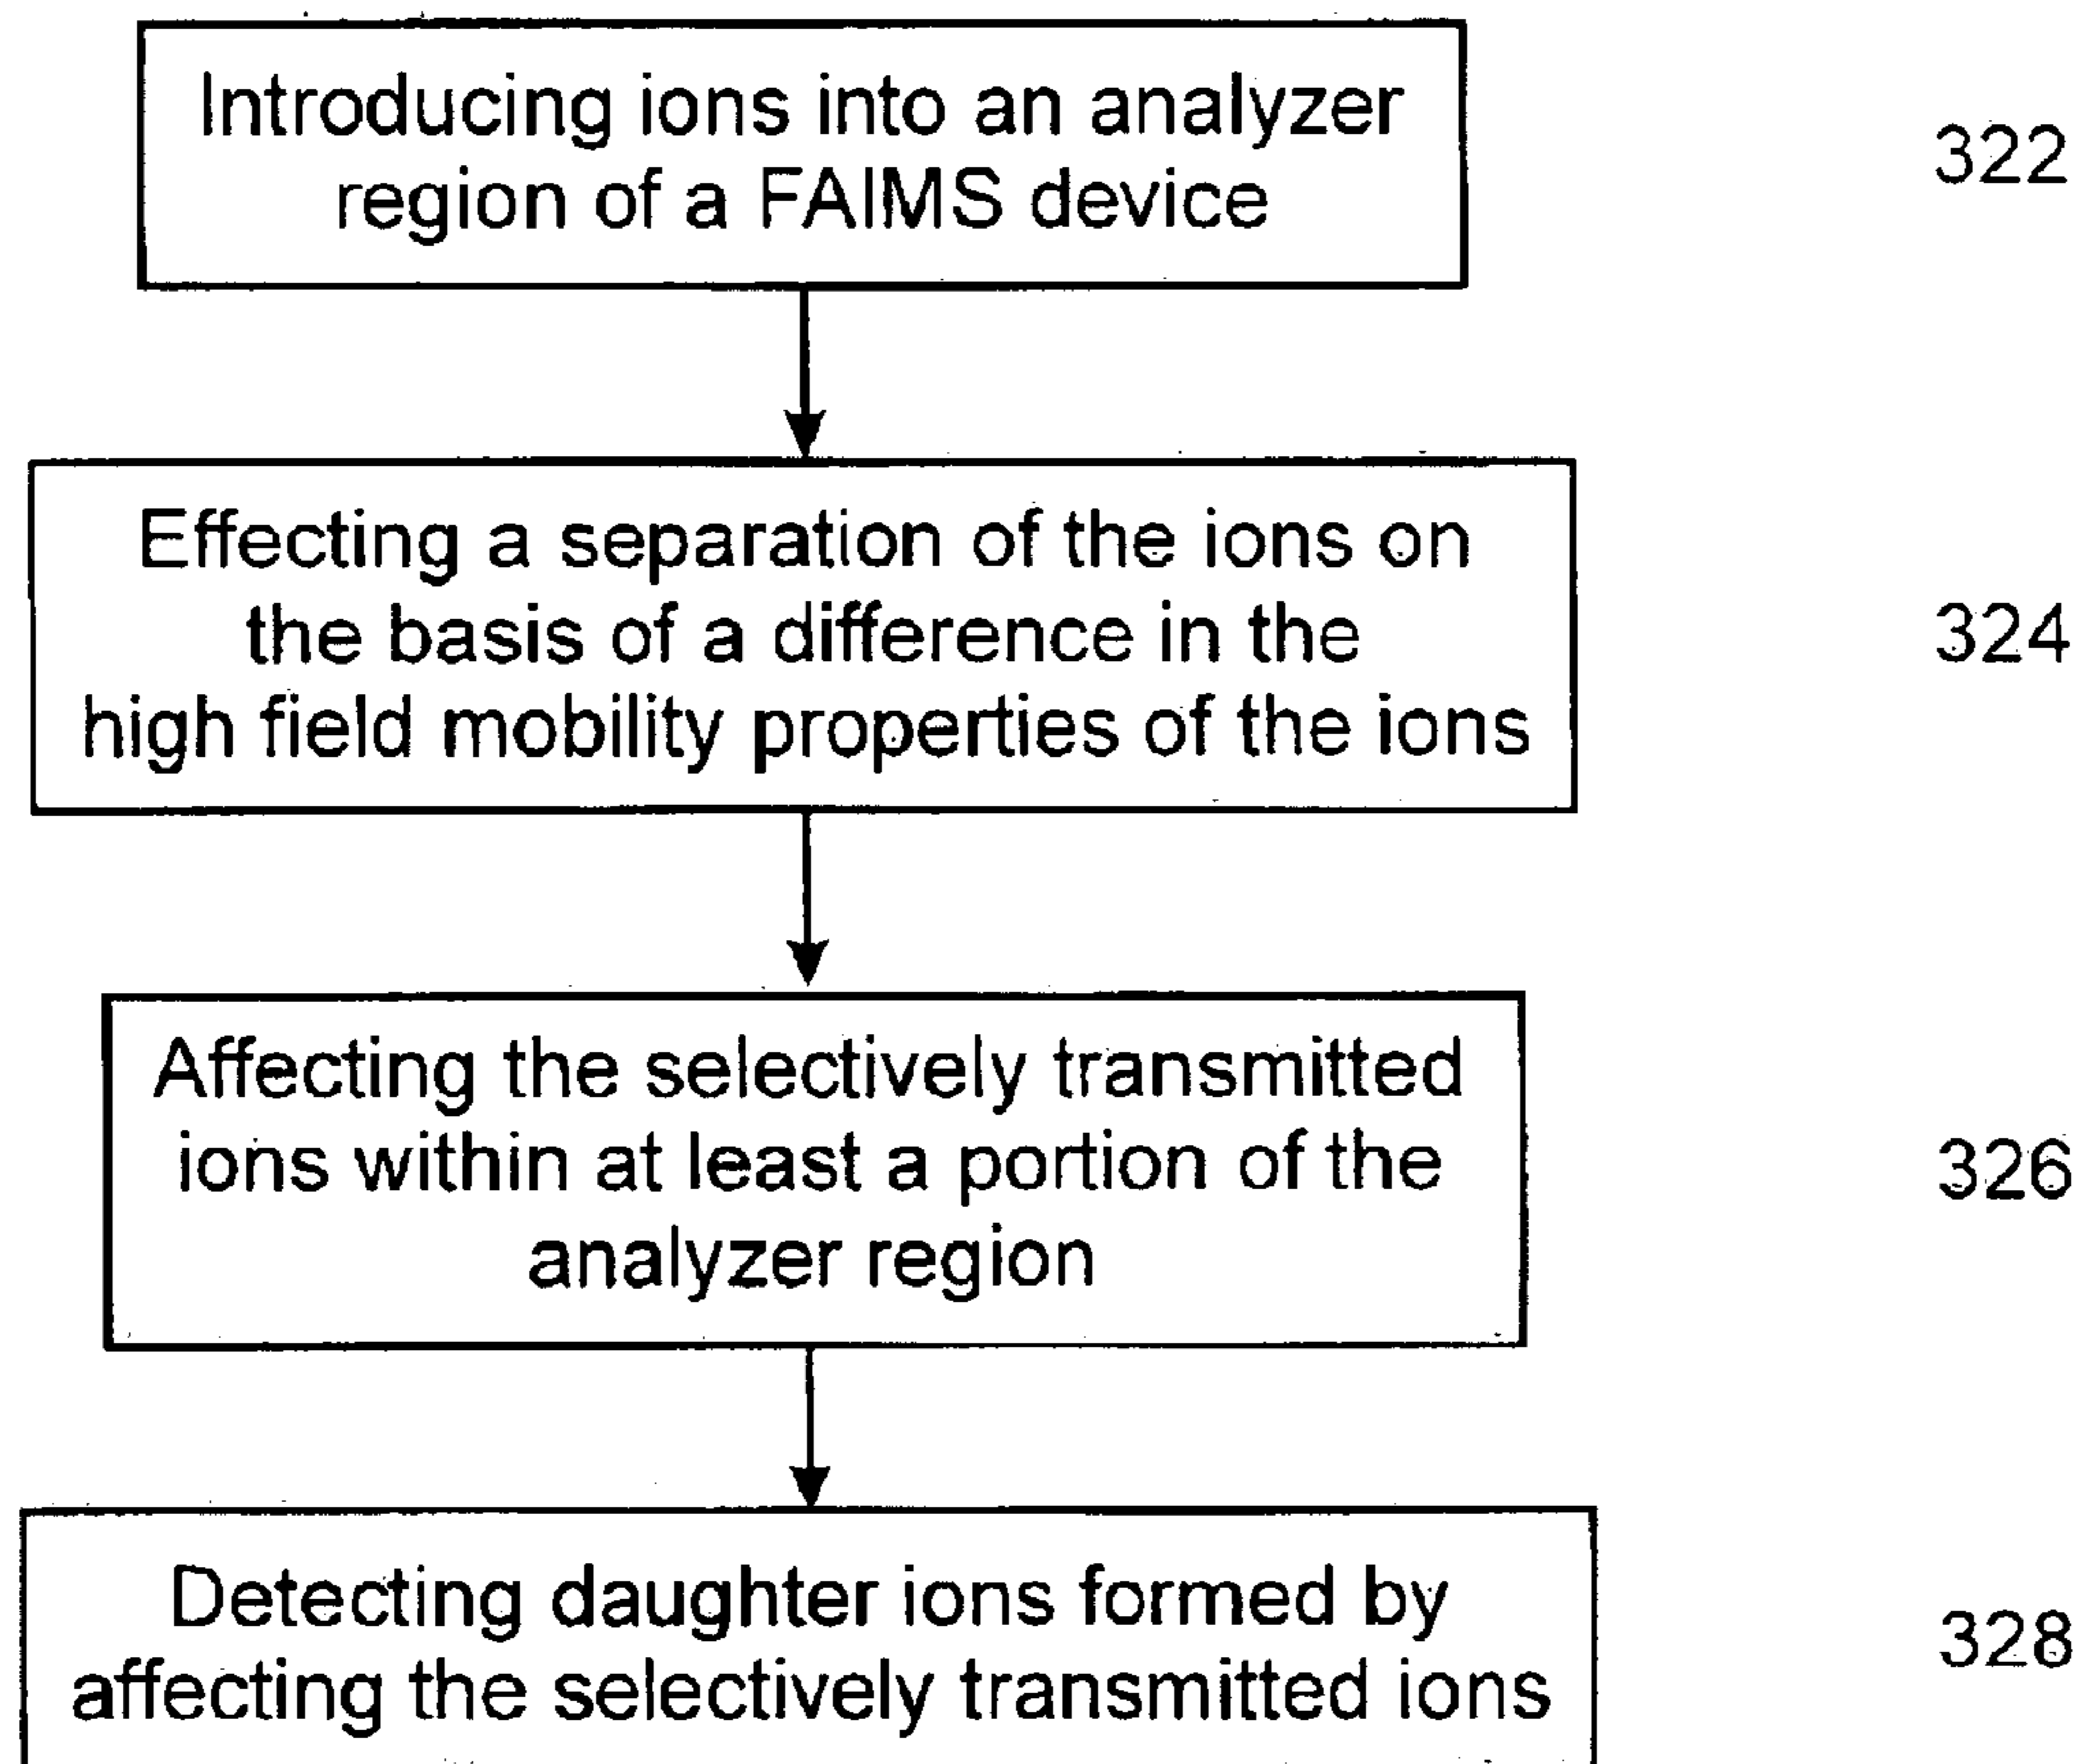 Introducing ions into an analyzer
region of a FAIMS device
322
Effecting a separation of the ions on
the basis of a difference in the
high field mobility properties of the ions
324
Affecting the selectively transmitted
ions within at least a portion of the
analyzer region
326
Detecting daughter ions formed by
affecting the selectively transmitted ions
328